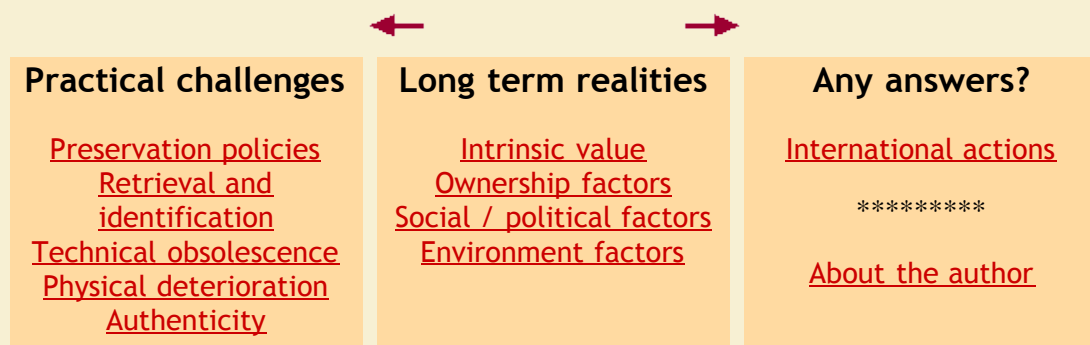 Practical challenges
Preservation policies
Retrieval and
identification
Technical obsolescence
Physical deterioration
Authenticity
Long term realities
Intrinsic value
Ownership factors
Social / political factors
Environment factors
Any answers?
International actions
*********
About the author